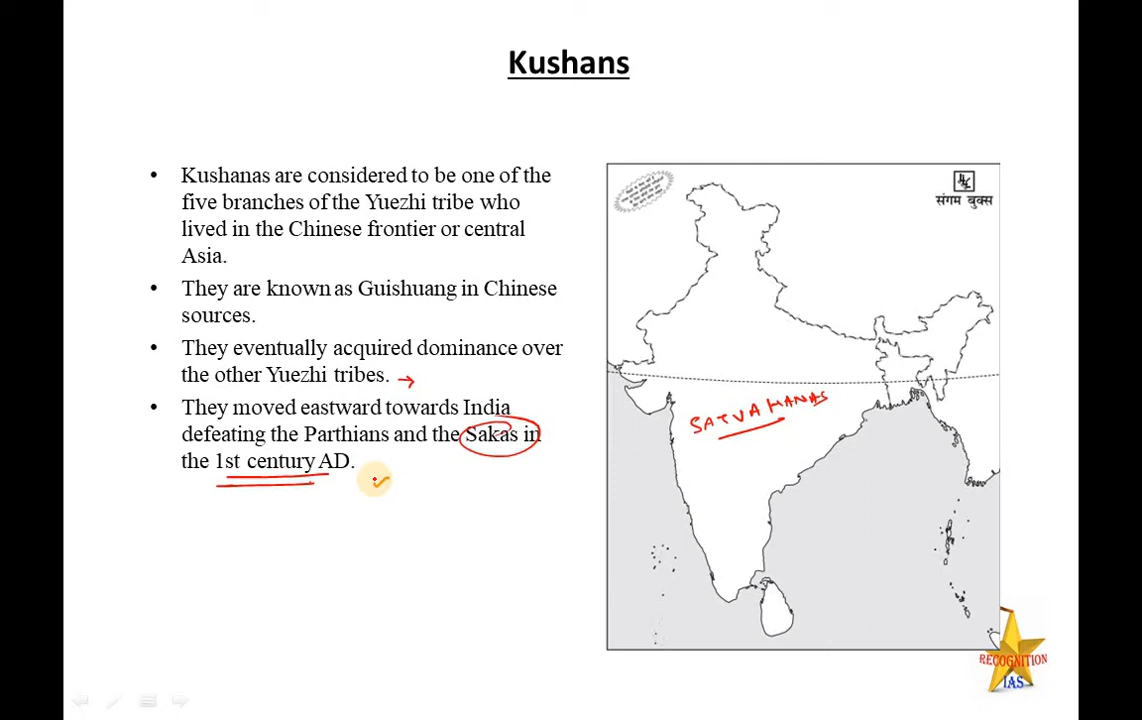 Kushans
• Kushanas are considered to be one of the
five branches of the Yuezhi tribe who
lived in the Chinese frontier or central
Asia.
• They are known as Guishuang in Chinese
sources.
• They eventually acquired dominance over
the other Yuezhi tribes.
• They moved eastward towards India
defeating the Parthians and the Sakas in
the 1st century AD.
संगम बुक्स
SATVAHANAS
RECOGNITION
IAS